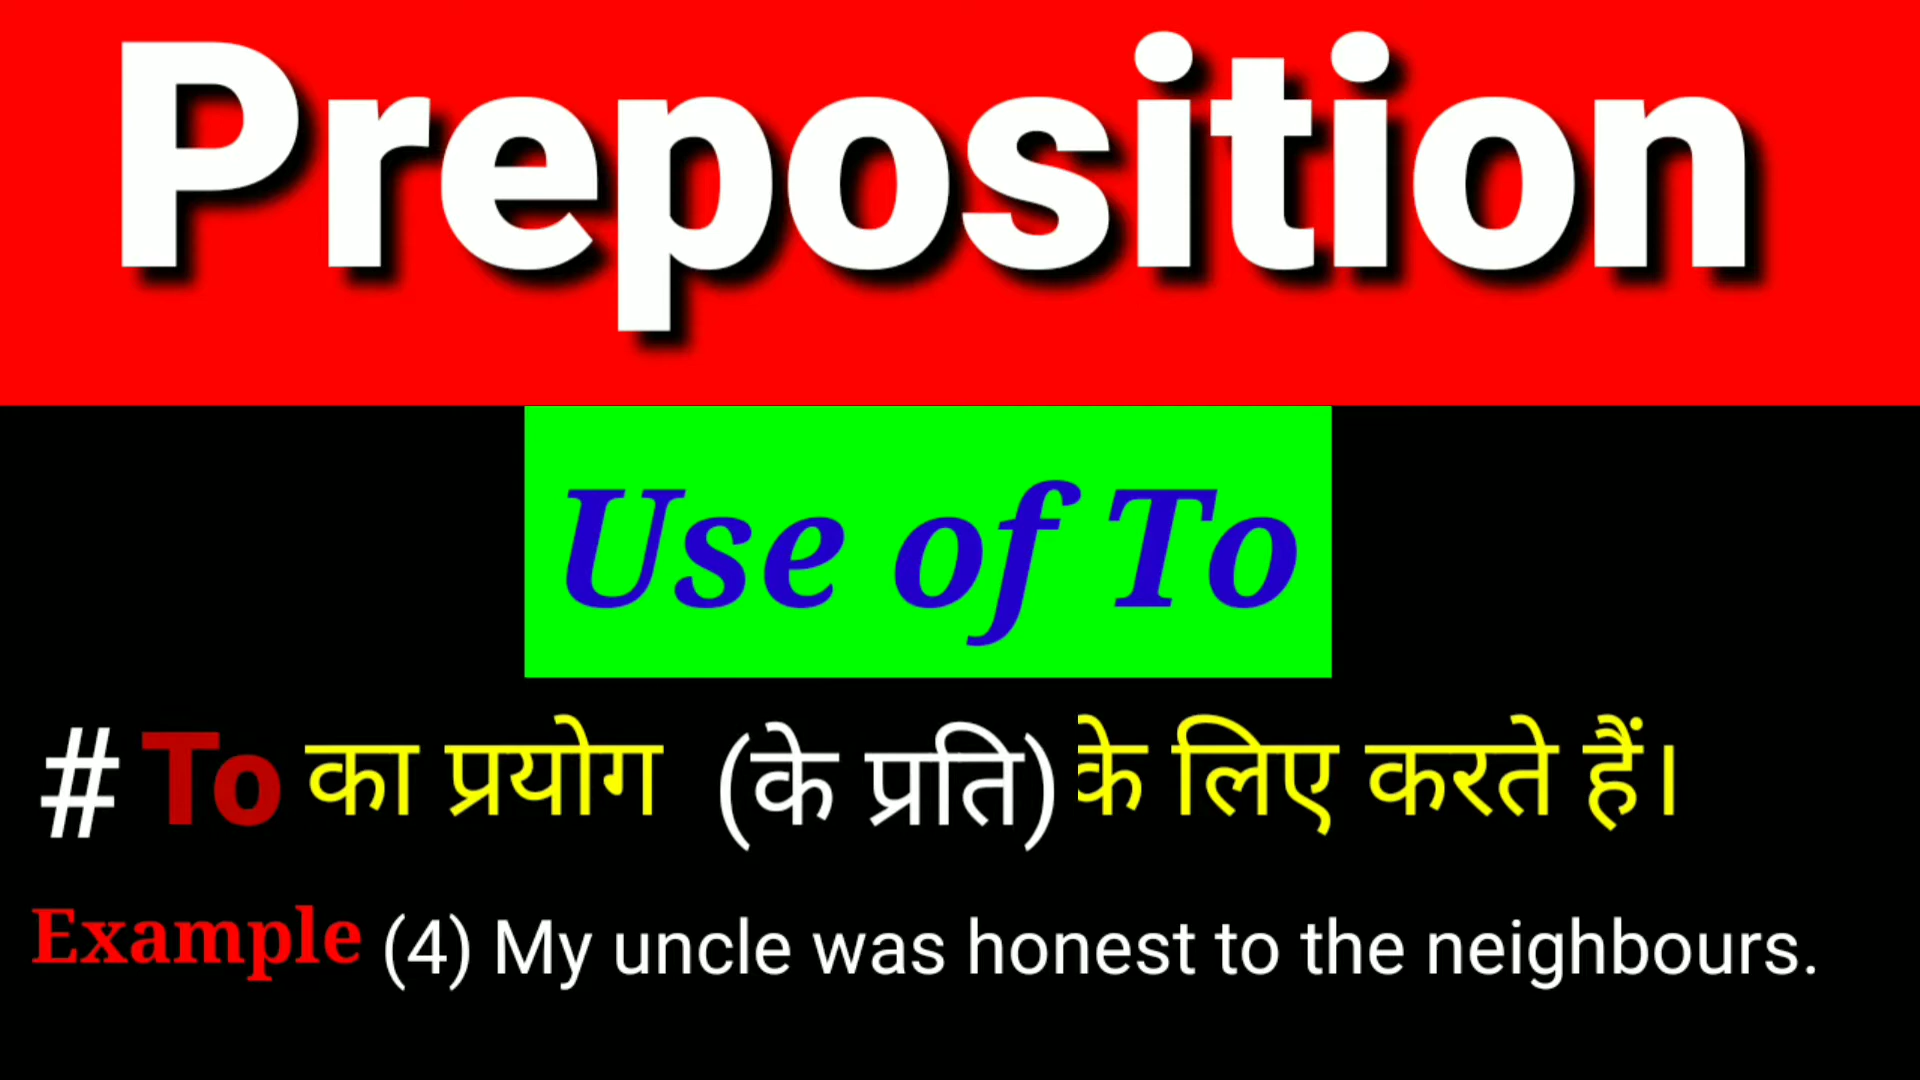 Preposition
Use of To
# To का प्रयोग (के प्रति) के लिए करते हैं।
Example (4) My uncle was honest to the neighbours.